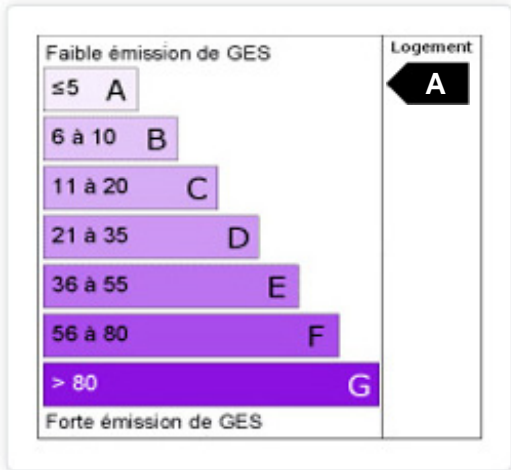 Faible émission de GES
Logement
≤5 A
A
6 à 10 B
11 à 20 C
21 à 35 D
36 à 55 E
56 à 80 F
> 80 G
Forte émission de GES